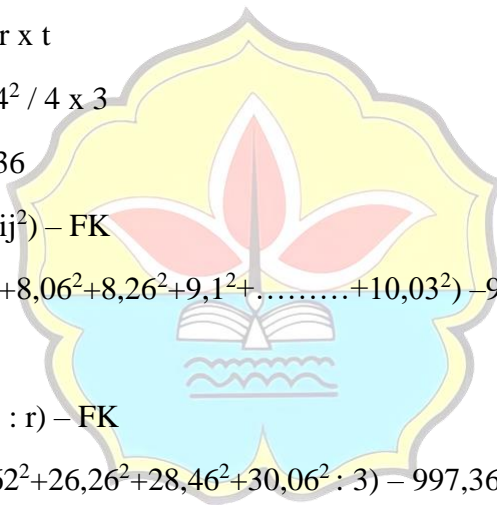 r x t
4² / 4 x 3
36
ij²) – FK
+8,06²+8,26²+9,1²+………+10,03²) –9
: r) – FK
62²+26,26²+28,46²+30,06² : 3) – 997,36